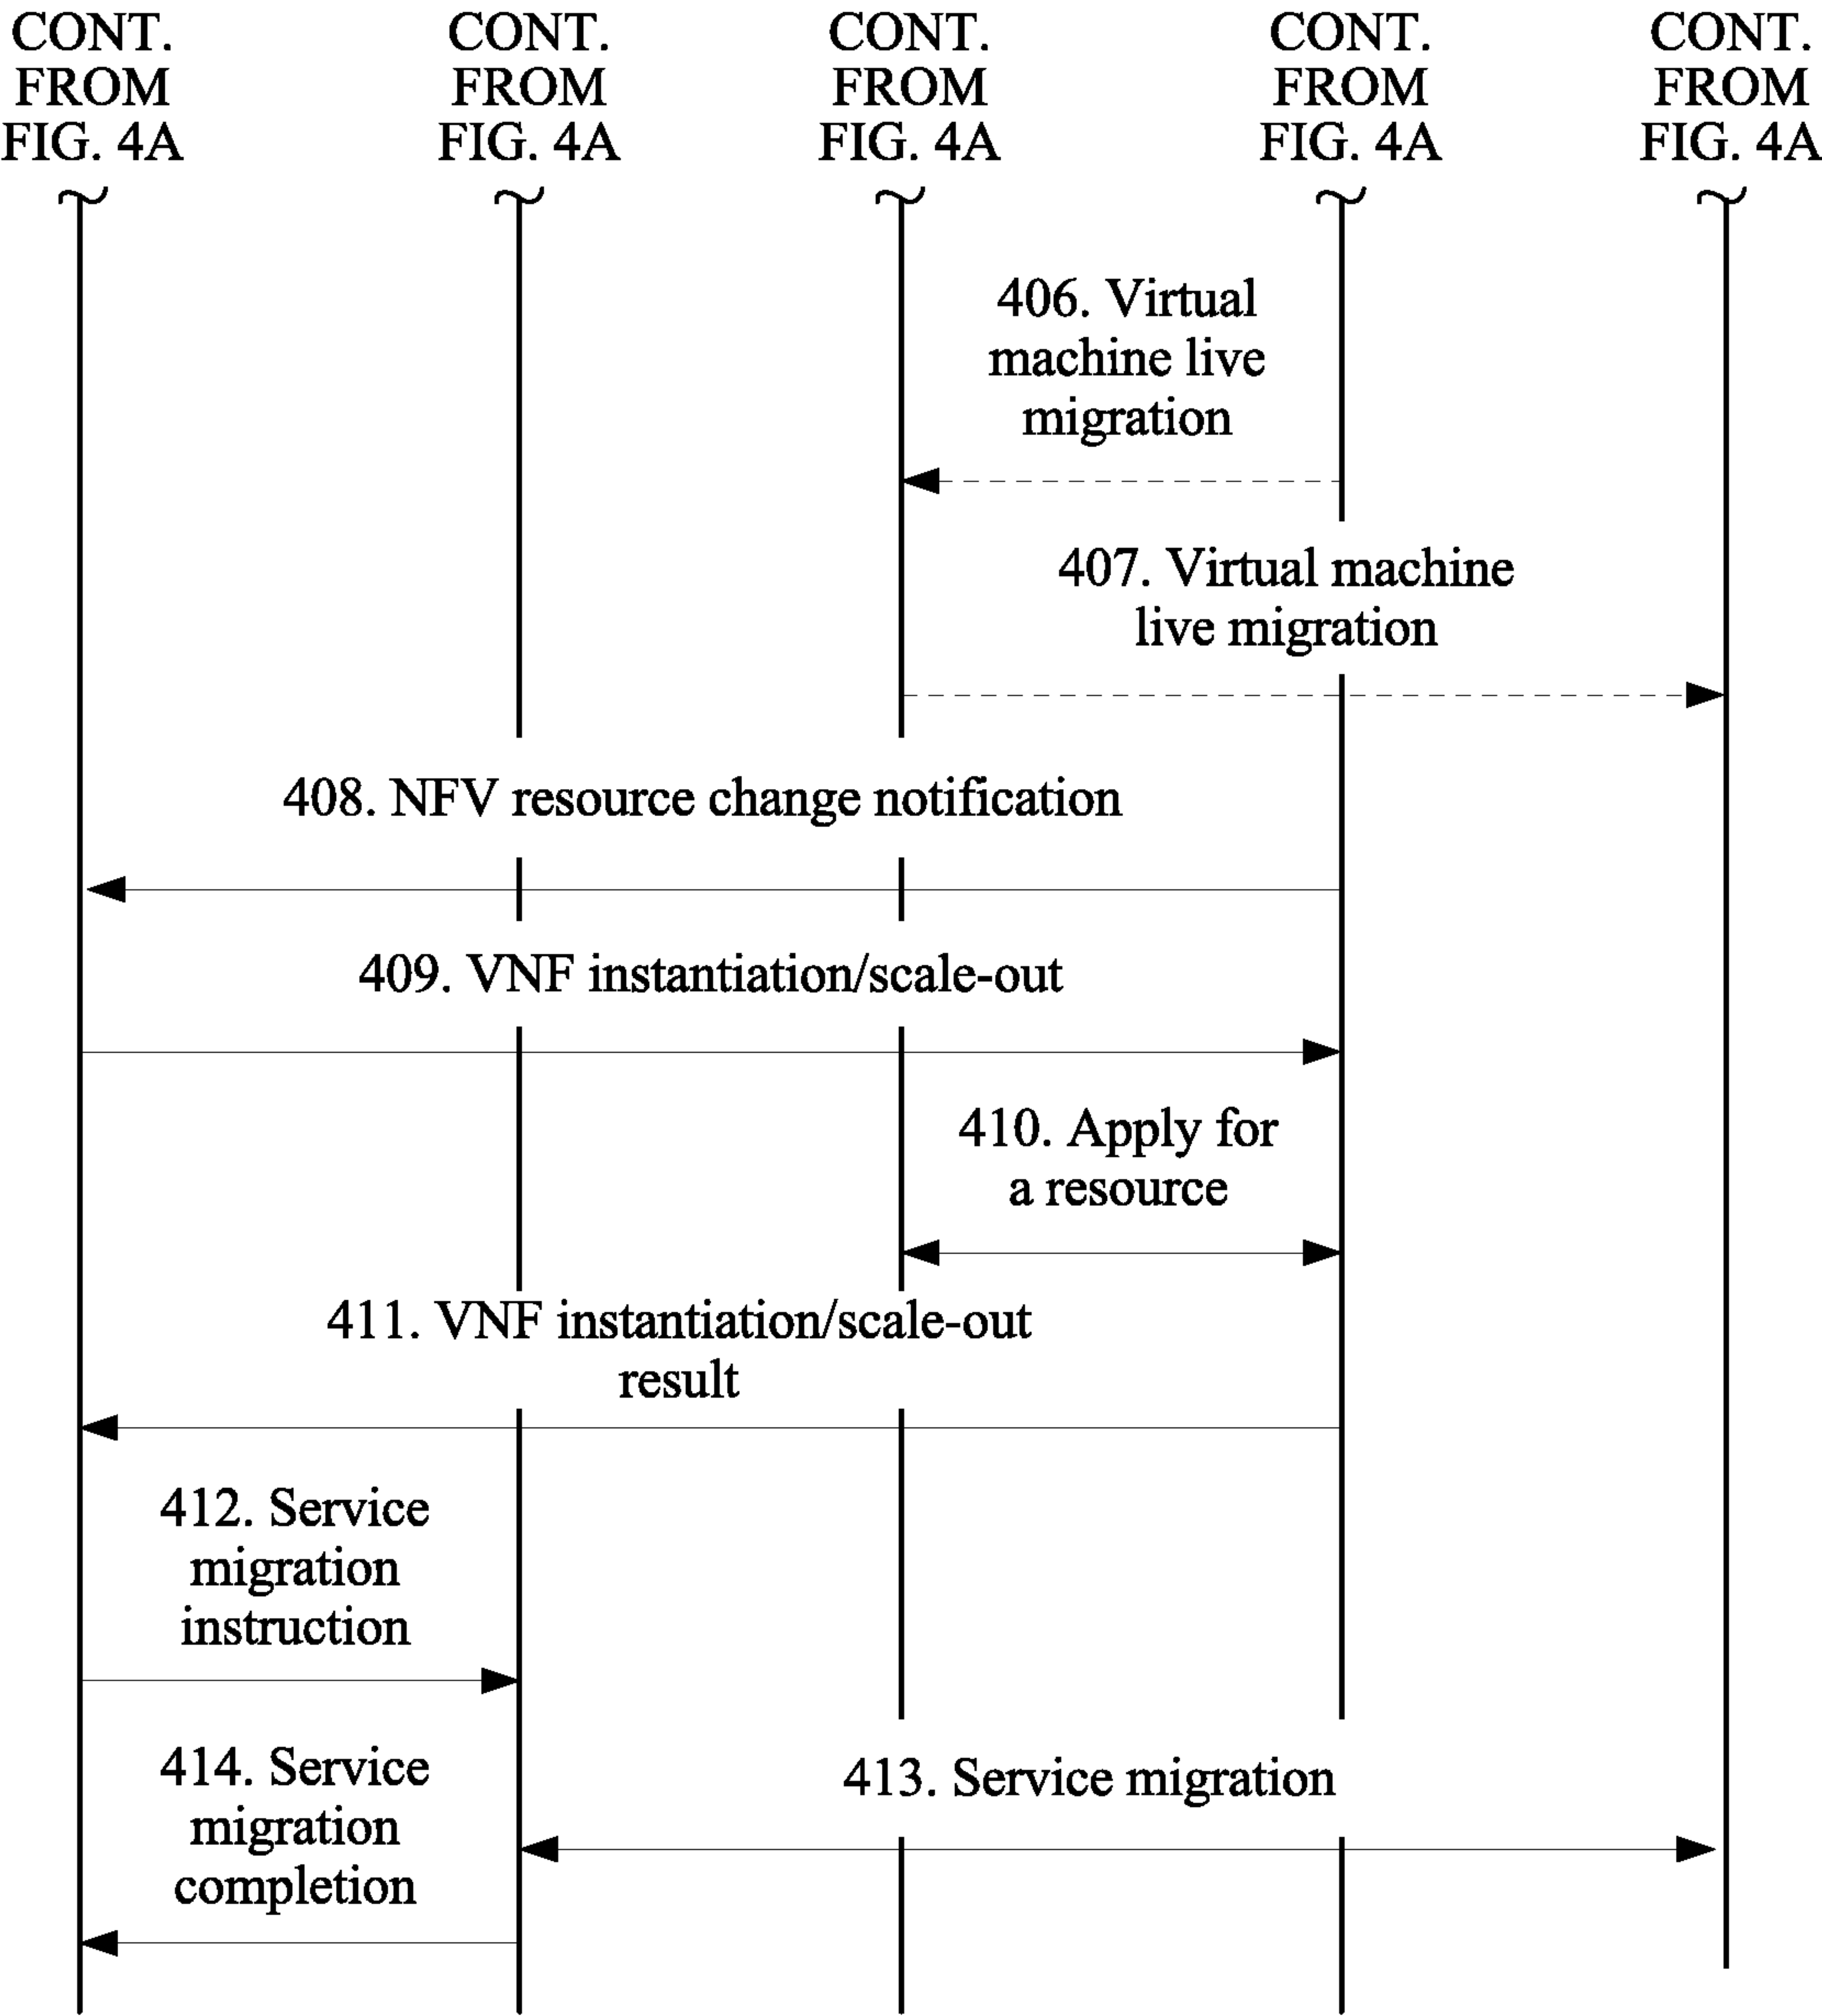 CONT.
FROM
FIG. 4A
CONT.
FROM
FIG. 4A
CONT.
FROM
FIG. 4A
CONT.
FROM
FIG. 4A
CONT.
FROM
FIG. 4A
406. Virtual
machine live
migration
407. Virtual machine
live migration
408. NFV resource change notification
409. VNF instantiation/scale-out
410. Apply for
a resource
411. VNF instantiation/scale-out
result
412. Service
migration
instruction
413. Service migration
414. Service
migration
completion